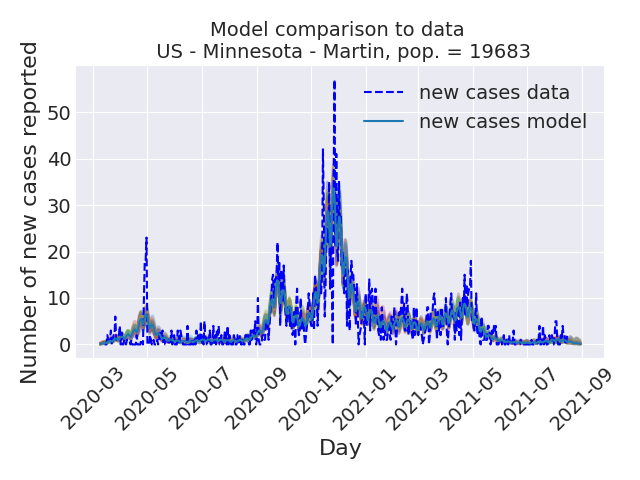 Model comparison to data
US - Minnesota - Martin, pop. = 19683
new cases data
new cases model
Number of new cases reported
50
40
30
20
10
0
2020-03
2020-05
2020-07
2020-09
2020-11
2021-01
2021-03
2021-05
2021-07
2021-09
Day